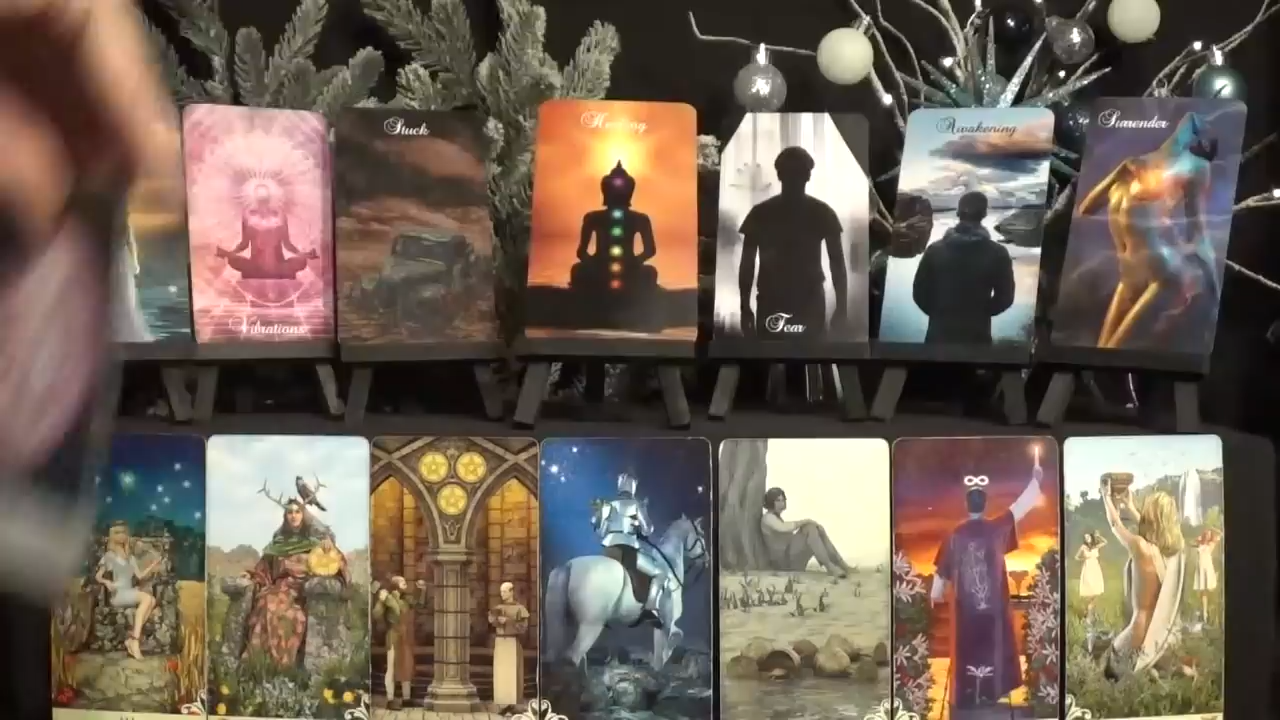 Stuck
Healing
Awakening
Surrender
Vibrations
Fear